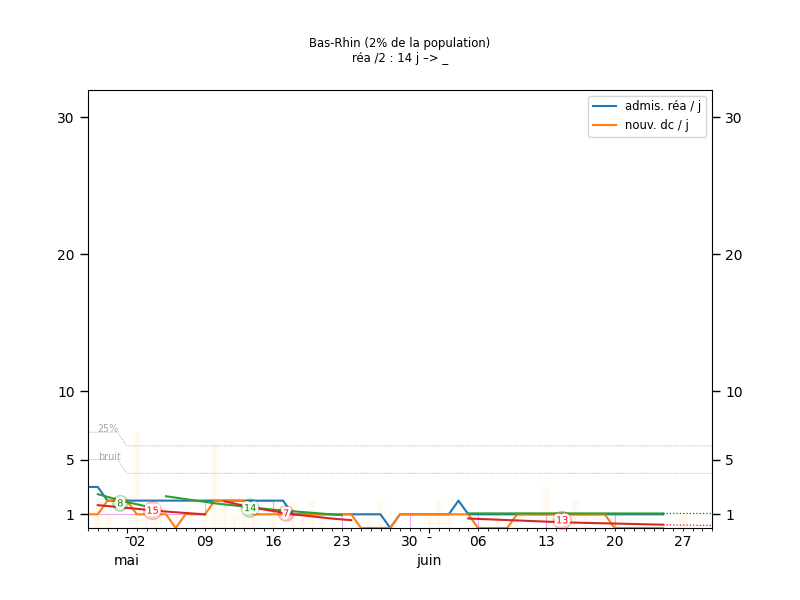 Bas-Rhin (2% de la population)
réa /2 : 14 j –> _
admis. réa / j
nouv. dc / j
30 30
20 20
10 10
25%
bruit
5 5
8 15 14 7 13
1 1
02 09 16 23 30 - 06 13 20 27
mai juin